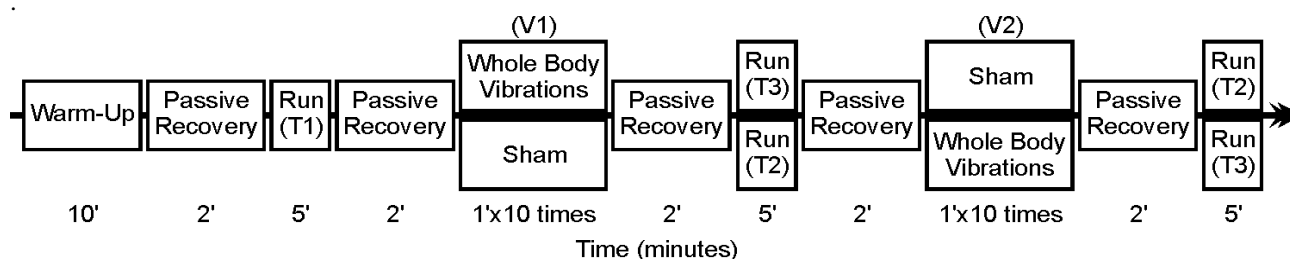 (V1)
(V2)
Warm-Up
Passive
Recovery
Run
(T1)
Passive
Recovery
Whole Body
Vibrations
Sham
Passive
Recovery
Run
(T3)
Run
(T2)
Passive
Recovery
Sham
Whole Body
Vibrations
Passive
Recovery
Run
(T2)
Run
(T3)
10' 2' 5' 2' 1'x10 times 2' 5' 2' 1'x10 times 2' 5'
Time (minutes)